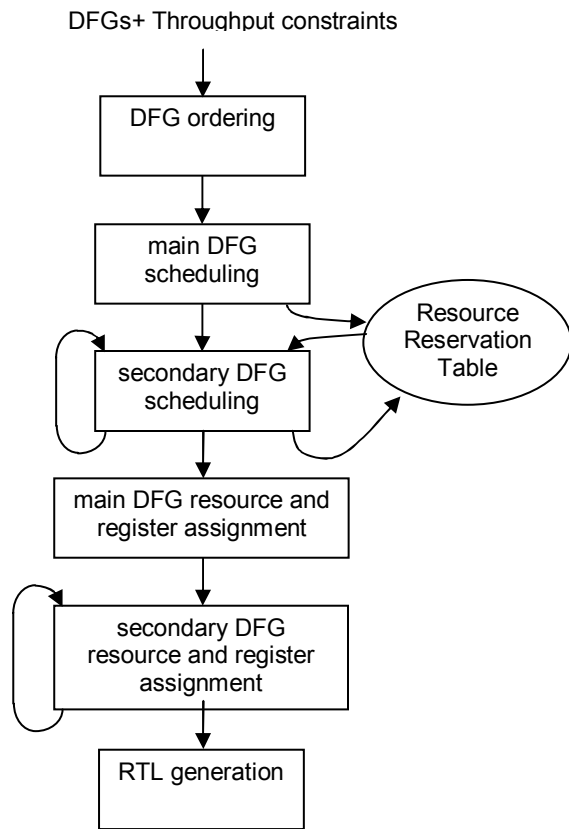 DFGs+ Throughput constraints
DFG ordering
main DFG
scheduling
Resource
Reservation
Table
secondary DFG
scheduling
main DFG resource and
register assignment
secondary DFG
resource and register
assignment
RTL generation